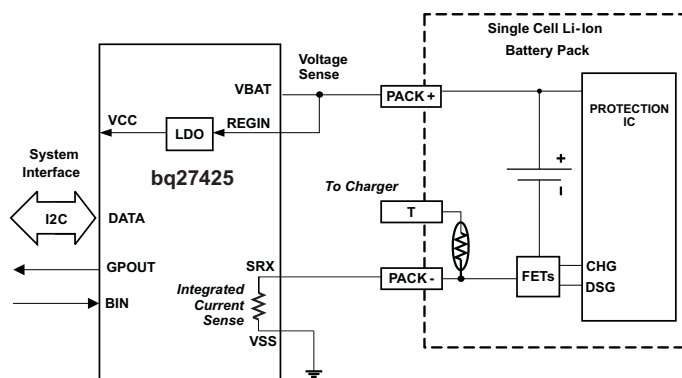 Single Cell Li-Ion
Battery Pack
Voltage
Sense
VBAT
PACK +
PROTECTION
IC
VCC
LDO
REGIN
System
Interface
bq27425
+
To Charger
I2C
DATA
T
–
SRX
GPOUT
PACK -
FETs
CHG
DSG
Integrated
Current
Sense
BIN
VSS